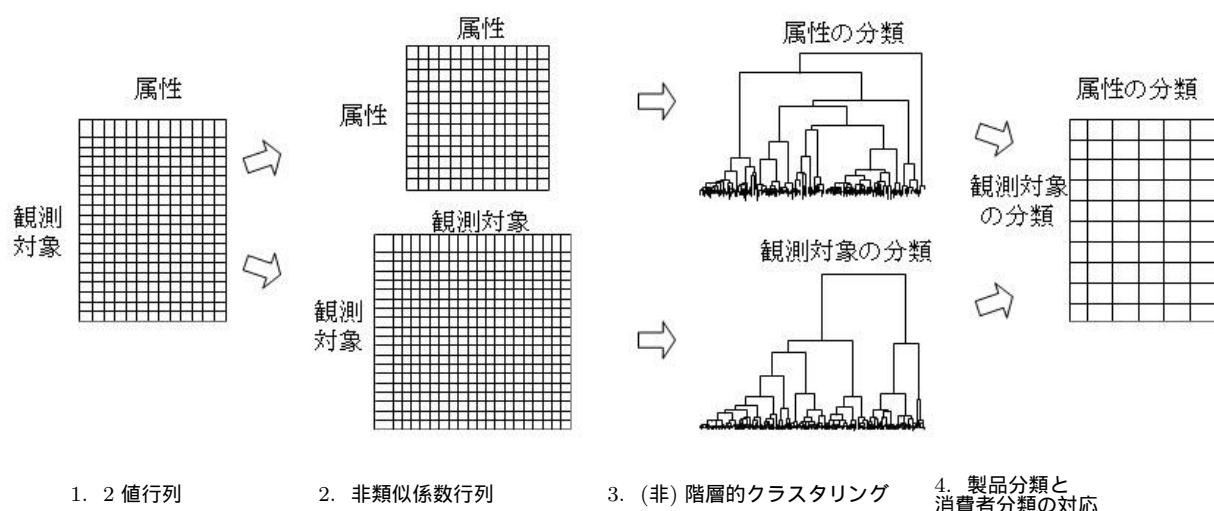 属性
観測
対象
属性
属性
観測対象
観測
対象
属性の分類
観測対象の分類
属性の分類
観測対象
の分類
1. 2 値行列
2. 非類似係数行列
3. (非) 階層的クラスタリング
4. 製品分類と
消費者分類の対応